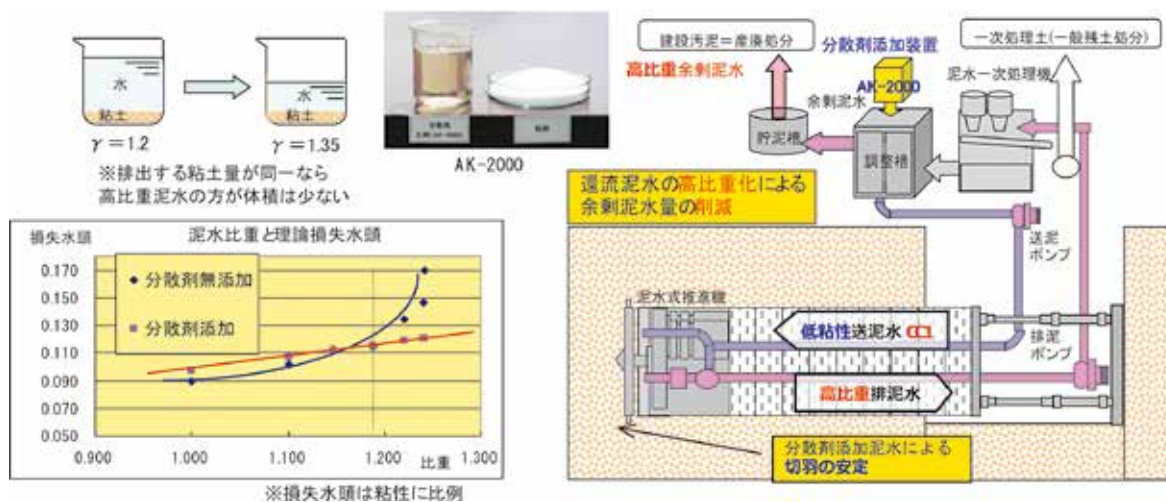 水
粘土
γ=1.2
水
粘土
γ=1.35
※排出する粘土量が同一なら
高比重泥水の方が体積は少ない
AK-2000
損失水頭
泥水比重と理論損失水頭
0.170
0.150
0.130
0.110
0.090
0.070
0.050
分散剤無添加
分散剤添加
0.900
1.000
1.100
1.200
1.300
比重
※損失水頭は粘性に比例
建設汚泥=産廃処分
高比重余剰泥水
分散剤添加装置
AK-2000
一次処理土(一般残土処分)
泥水一次処理機
余剰泥水
貯泥槽
調整槽
還流泥水の高比重化による
余剰泥水量の削減
送泥
ポンプ
泥水式推進機
低粘性送泥水
排泥
ポンプ
高比重排泥水
分散剤添加泥水による
切羽の安定